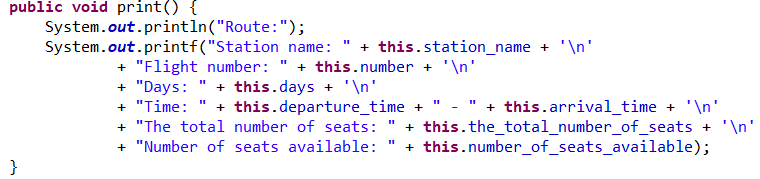 public void print() {
System.out.println("Route:");
System.out.printf("Station name: " + this.station_name + '\n'
+ "Flight number: " + this.number + '\n'
+ "Days: " + this.days + '\n'
+ "Time: " + this.departure_time + " - " + this.arrival_time + '\n'
+ "The total number of seats: " + this.the_total_number_of_seats + '\n'
+ "Number of seats available: " + this.number_of_seats_available);
}